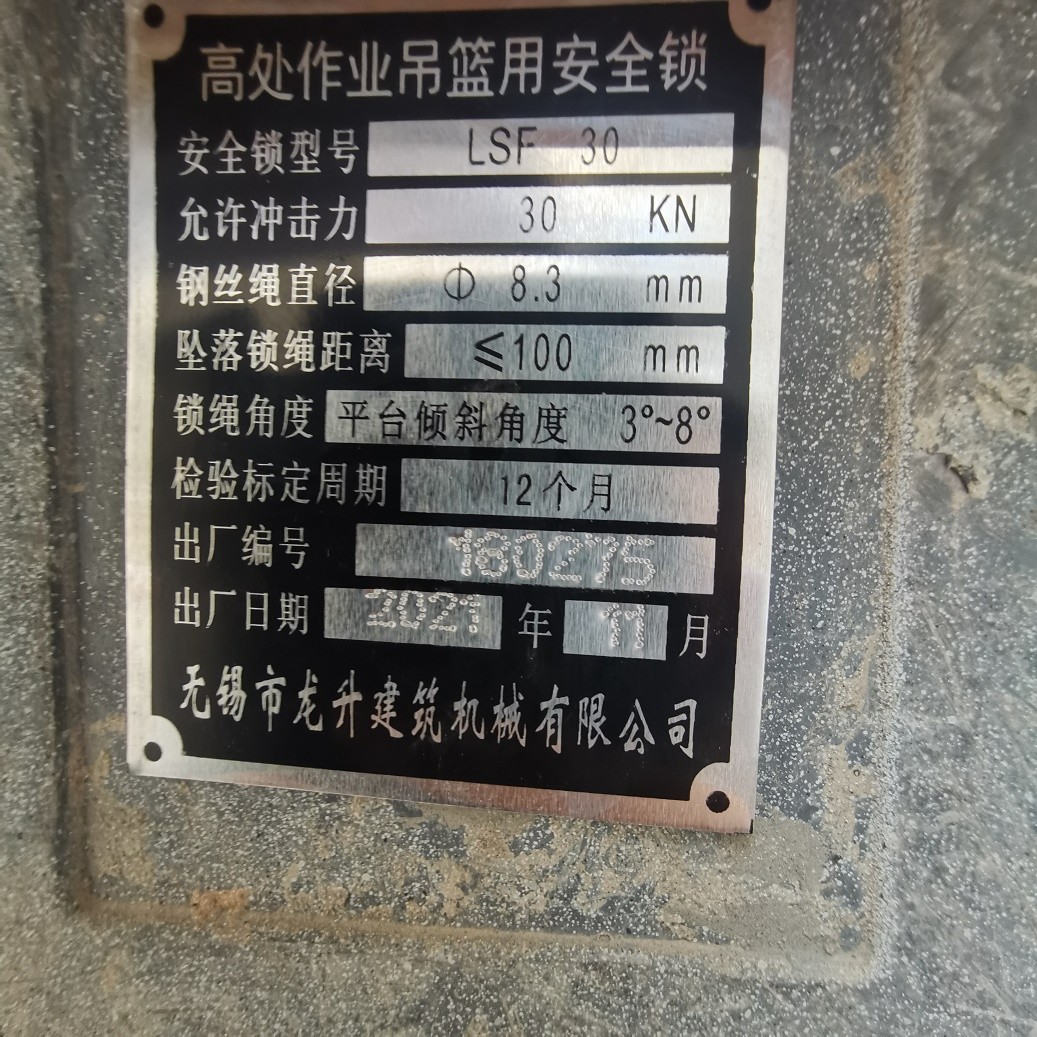 高处作业吊篮用安全锁
安全锁型号 LSF 30
允许冲击力 30 KN
钢丝绳直径 Φ 8.3 mm
坠落锁绳距离 ≤100 mm
锁绳角度 平台倾斜角度 3°~8°
检验标定周期 12个月
出厂编号 180275
出厂日期 2021 年 11 月
无锡市龙升建筑机械有限公司